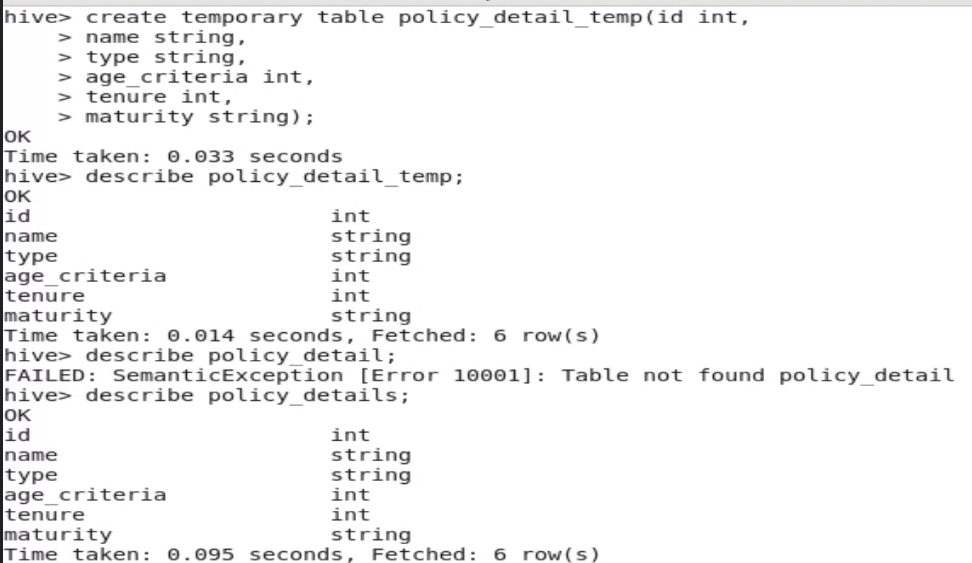 hive> create temporary table policy_detail_temp(id int,
    > name string,
    > type string,
    > age_criteria int,
    > tenure int,
    > maturity string);
OK
Time taken: 0.033 seconds
hive> describe policy_detail_temp;
OK
id                      int
name                    string
type                    string
age_criteria            int
tenure                  int
maturity                string
Time taken: 0.014 seconds, Fetched: 6 row(s)
hive> describe policy_detail;
FAILED: SemanticException [Error 10001]: Table not found policy_detail
hive> describe policy_details;
OK
id                      int
name                    string
type                    string
age_criteria            int
tenure                  int
maturity                string
Time taken: 0.095 seconds, Fetched: 6 row(s)